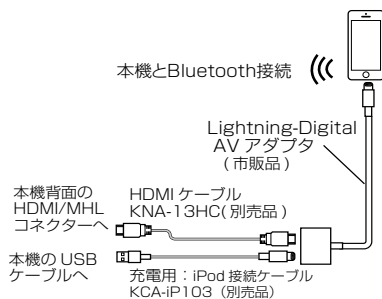 本機とBluetooth接続
Lightning-Digital
AV アダプタ
(市販品)
本機背面の
HDMI/MHL
コネクターへ
HDMI ケーブル
KNA-13HC(別売品)
本機の USB
ケーブルへ
充電用：iPod 接続ケーブル
KCA-iP103（別売品）